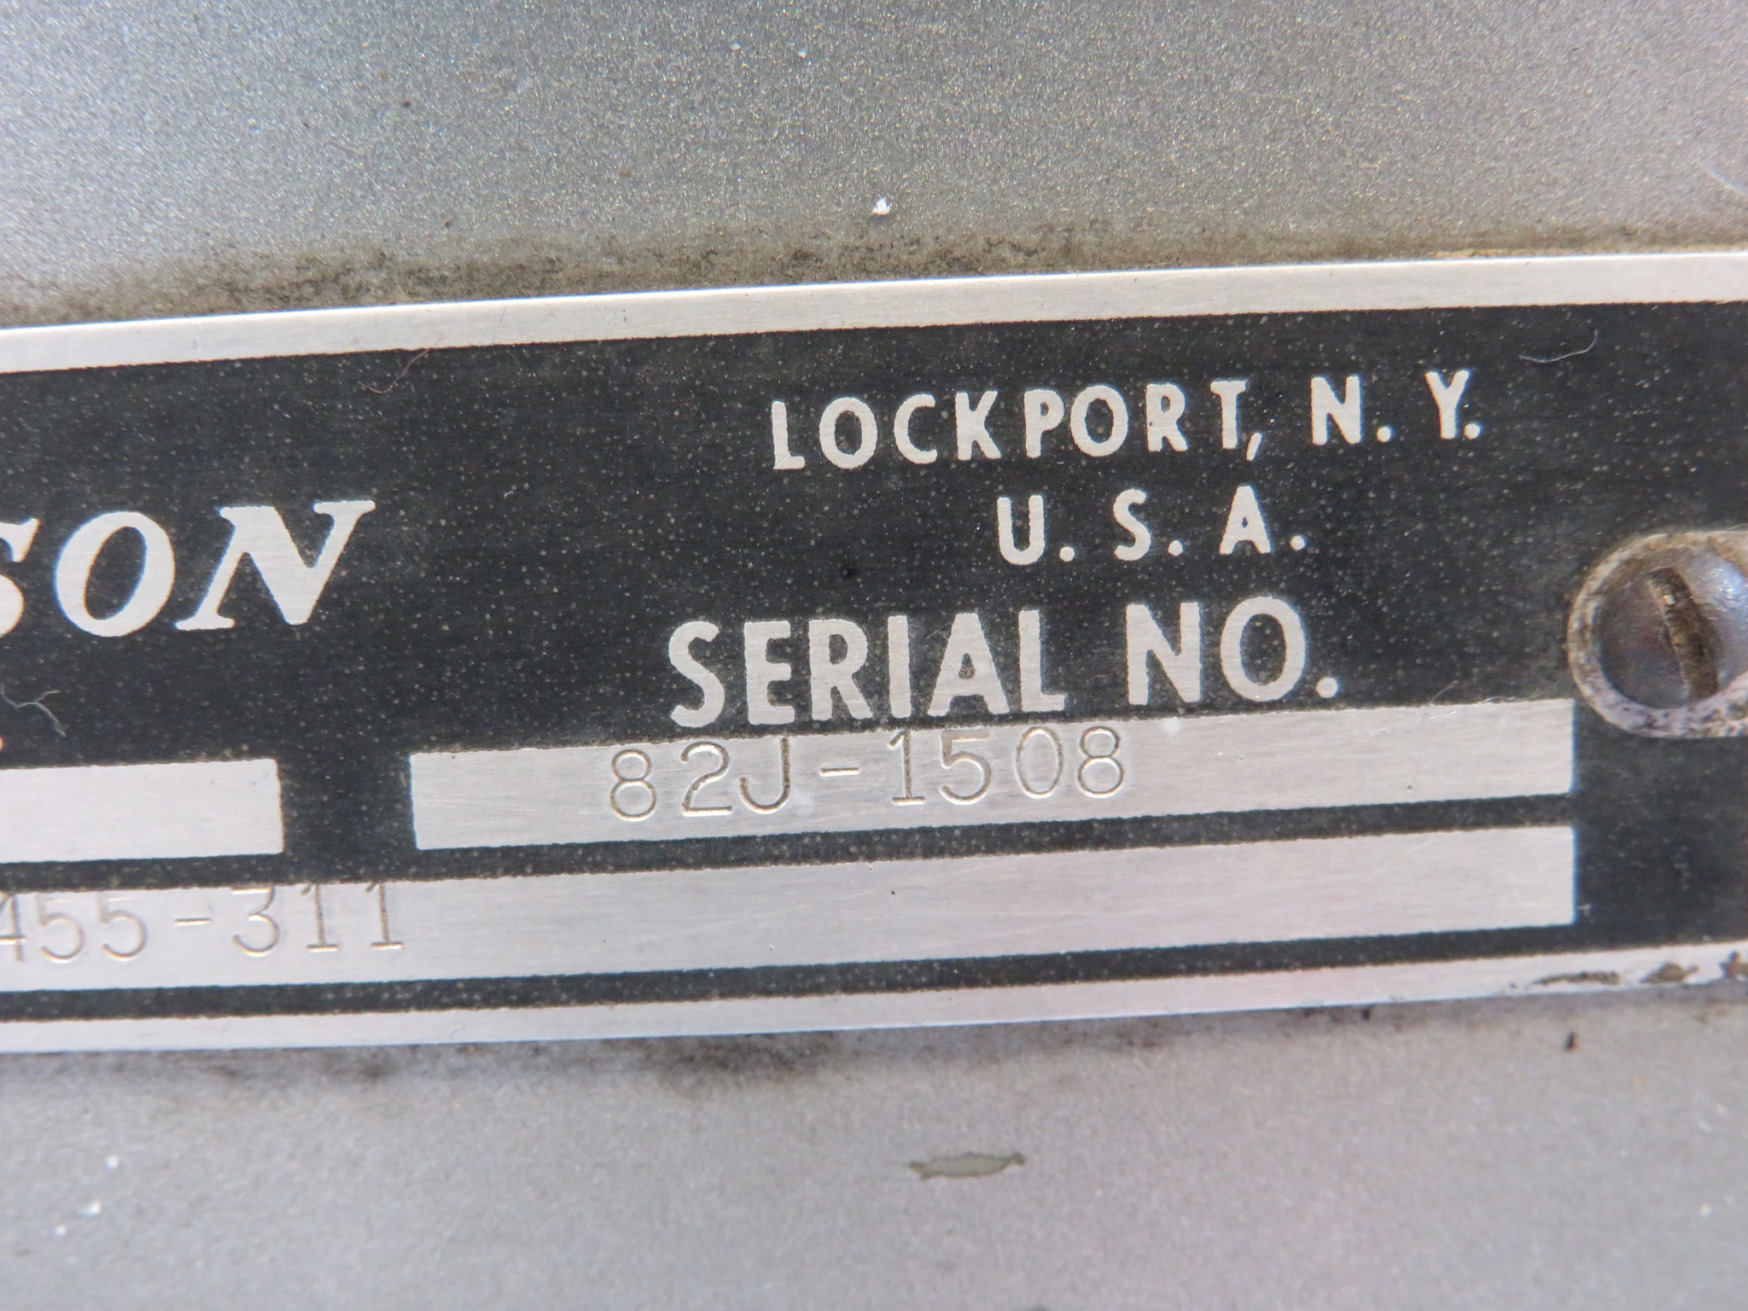 LOCKPORT, N. Y.
U. S. A.
SON
SERIAL NO.
82J-1508
455-311